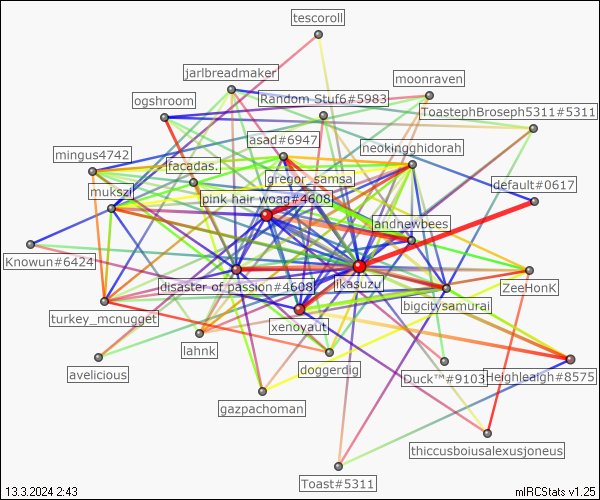 tescoroll
jarlbreadmaker
moonraven
ogshroom
Random Stuf6#5983
ToastephBroseph5311#5311
asad#6947
neokingghidorah
mingus4742
facadas.
gregor_samsa
mukszil
pink hair woag#4608
default#0617
andnewbees
Knowun#6424
disaster of passion#4608
ikasuzu
ZeeHonK
turkey_mcnugget
xenoyaut
bigcitysamurai
lahnk
doggerdig
Duck™#9103
Heighleaigh#8575
avelicious
gazpachoman
thiccusboiusalexusjoneus
Toast#5311
13.3.2024 2:43
mIRCStats v1.25